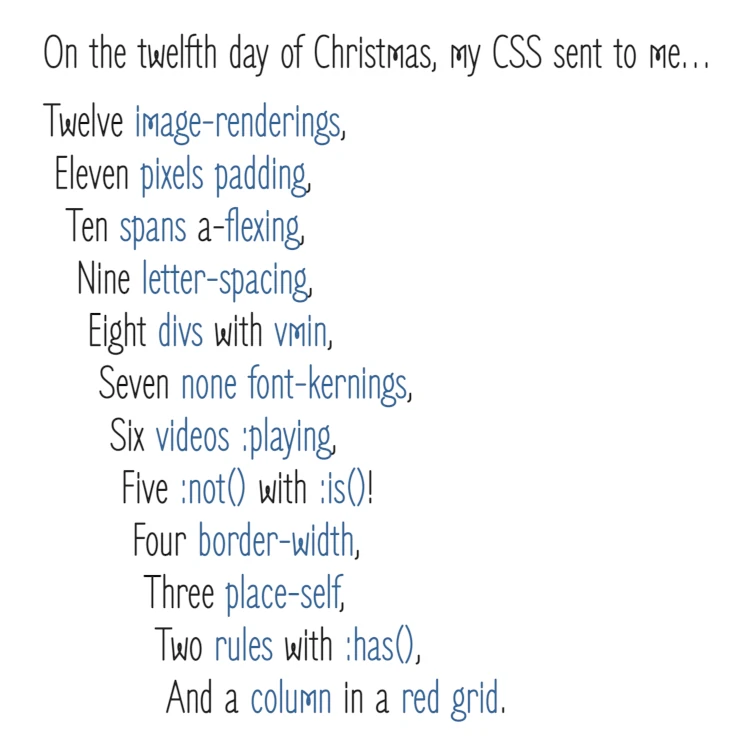 On the twelfth day of Christmas, my CSS sent to me...
Twelve image-renderings,
Eleven pixels padding,
Ten spans a-flexing,
Nine letter-spacing,
Eight divs with vmin,
Seven none font-kernings,
Six videos :playing,
Five :not() with :is()!
Four border-width,
Three place-self,
Two rules with :has(),
And a column in a red grid.